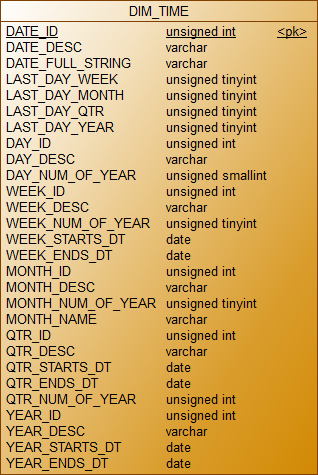 DIM_TIME
DATE_ID unsigned int <pk>
DATE_DESC varchar
DATE_FULL_STRING varchar
LAST_DAY_WEEK unsigned tinyint
LAST_DAY_MONTH unsigned tinyint
LAST_DAY_QTR unsigned tinyint
LAST_DAY_YEAR unsigned tinyint
DAY_ID unsigned int
DAY_DESC varchar
DAY_NUM_OF_YEAR unsigned smallint
WEEK_ID unsigned int
WEEK_DESC varchar
WEEK_NUM_OF_YEAR unsigned tinyint
WEEK_STARTS_DT date
WEEK_ENDS_DT date
MONTH_ID unsigned int
MONTH_DESC varchar
MONTH_NUM_OF_YEAR unsigned tinyint
MONTH_NAME varchar
QTR_ID unsigned int
QTR_DESC varchar
QTR_STARTS_DT date
QTR_ENDS_DT date
QTR_NUM_OF_YEAR unsigned int
YEAR_ID unsigned int
YEAR_DESC varchar
YEAR_STARTS_DT date
YEAR_ENDS_DT date